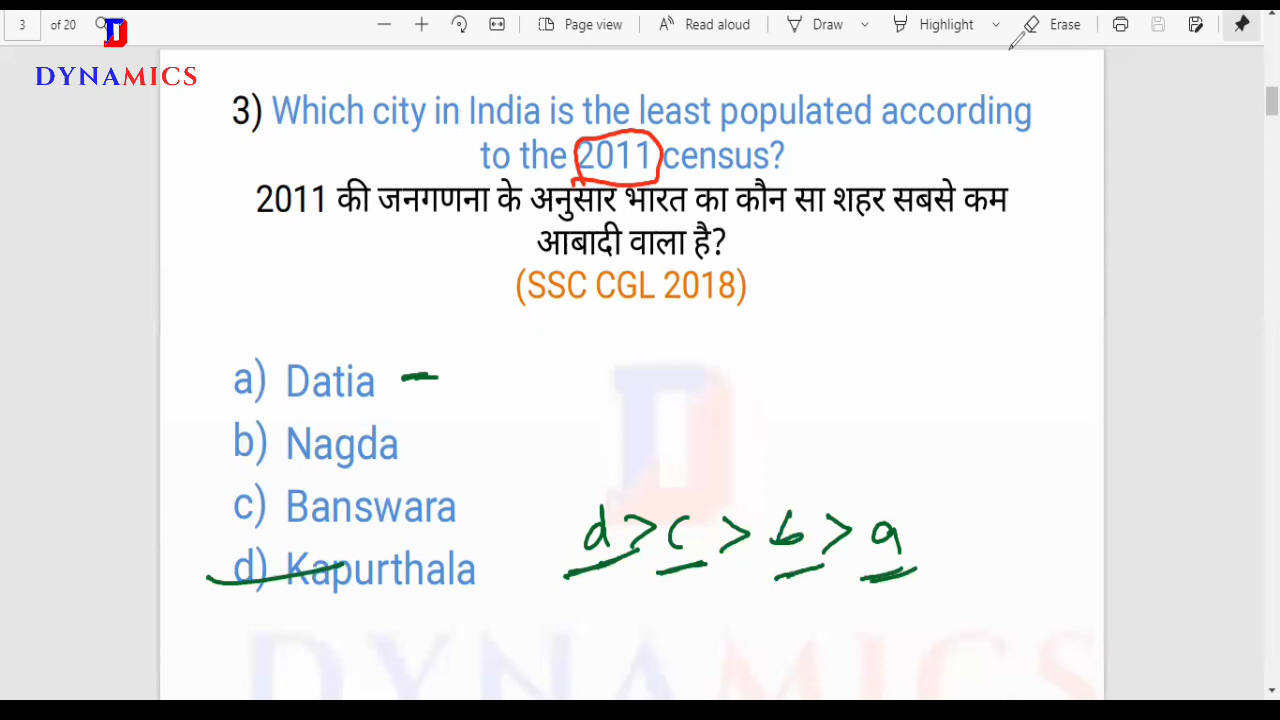 3 of 20 Page view Read aloud Draw Highlight Erase
DYNAMICS
3) Which city in India is the least populated according
to the 2011 census?
2011 की जनगणना के अनुसार भारत का कौन सा शहर सबसे कम
आबादी वाला है?
(SSC CGL 2018)
a) Datia
b) Nagda
c) Banswara
d > c > b > a
d) Kapurthala
DYNAMICS